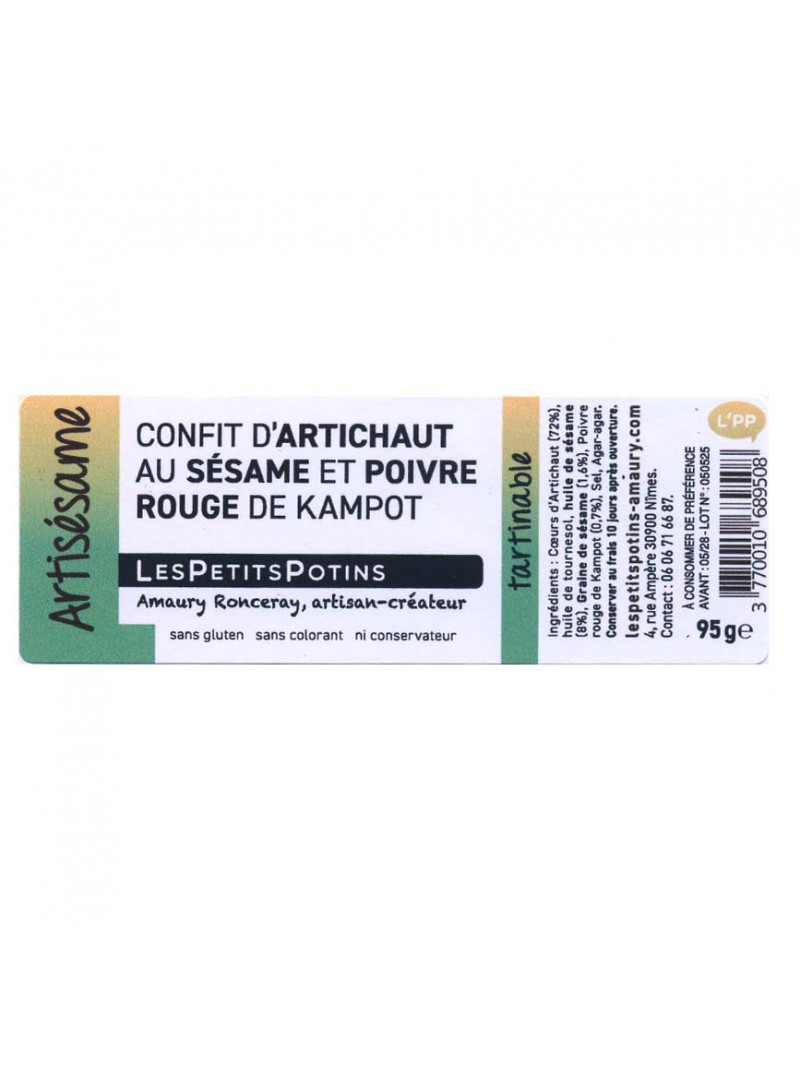 Artisésame
CONFIT D'ARTICHAUT
AU SÉSAME ET POIVRE
ROUGE DE KAMPOT
LESPETITSPOTINS
Amaury Ronceray, artisan-créateur
sans gluten sans colorant ni conservateur
tartinable
Ingrédients : Cœurs d'Artichaut (72%),
huile de tournesol, huile de sésame
(8%), Graine de sésame (1,6%), Poivre
rouge de Kampot (0,7%), Sel, Agar-agar.
Conserver au frais 10 jours après ouverture.
lespetitspotins-amaury.com
4, rue Ampère 30900 Nîmes.
Contact : 06 06 71 66 87.
À CONSOMMER DE PRÉFÉRENCE
AVANT : 05/28 - LOT N° : 050525
95g℮
L'PP
3 770010 689508